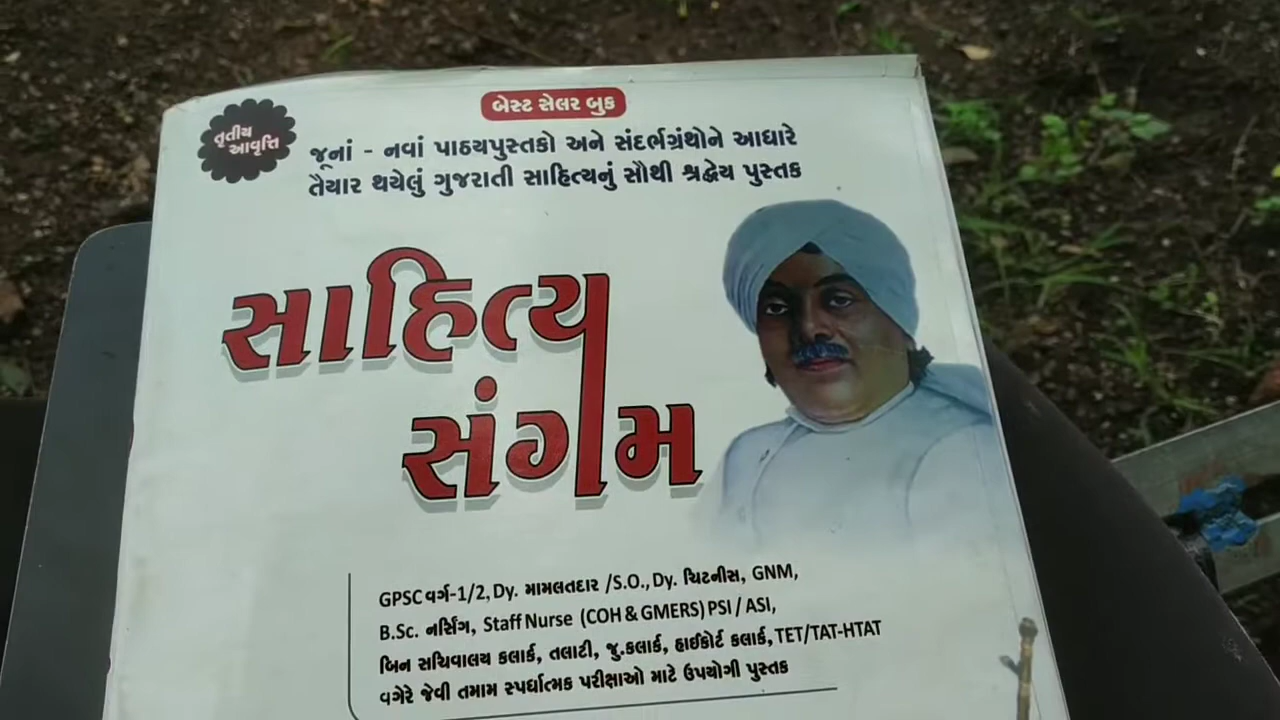 બેસ્ટ સેલર બુક
તૃતીય
આવૃત્તિ
જૂનાં - નવાં પાઠયપુસ્તકો અને સંદર્ભગ્રંથોને આધારે
તૈયાર થયેલું ગુજરાતી સાહિત્યનું સૌથી શ્રદ્ધેય પુસ્તક
સાહિત્ય
સંગમ
GPSC વર્ગ-1/2, Dy. મામલતદાર /S.O., Dy. ચિટનીસ, GNM,
B.Sc. નર્સિંગ, Staff Nurse (COH & GMERS) PSI / ASI,
બિન સચિવાલય કલાર્ક, તલાટી, જુ.કલાર્ક, હાઈકોર્ટ કલાર્ક, TET/TAT-HTAT
વગેરે જેવી તમામ સ્પર્ધાત્મક પરીક્ષાઓ માટે ઉપયોગી પુસ્તક